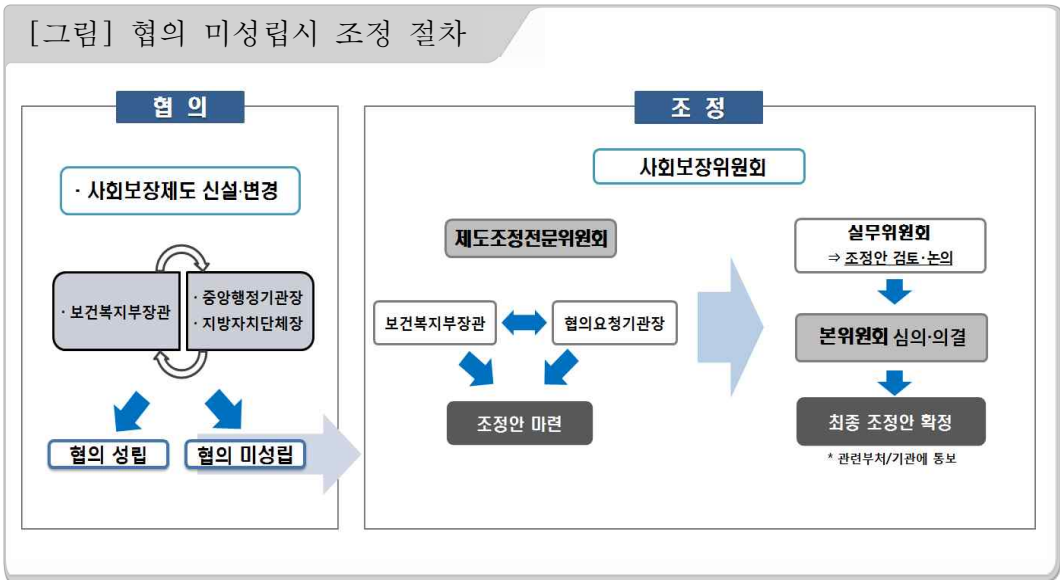 [그림] 협의 미성립시 조정 절차
협 의
· 사회보장제도 신설·변경
· 보건복지부장관
· 중앙행정기관장
· 지방자치단체장
협의 성립
협의 미성립
조 정
사회보장위원회
제도조정전문위원회
보건복지부장관
협의요청기관장
조정안 마련
실무위원회
⇒ 조정안 검토·논의
본위원회 심의·의결
최종 조정안 확정
* 관련부처/기관에 통보